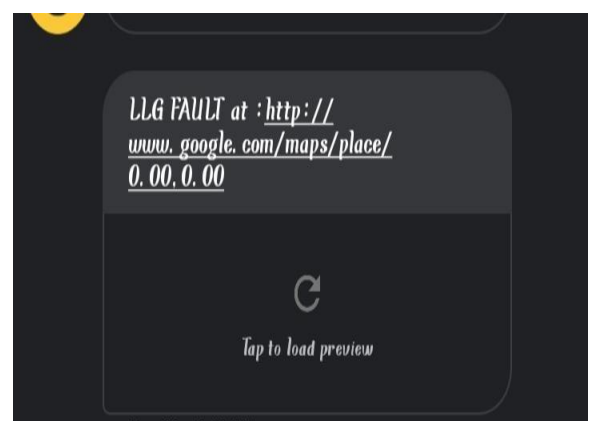 LLG FAULT at :http://
www.google.com/maps/place/
0.00,0.00
Tap to load preview